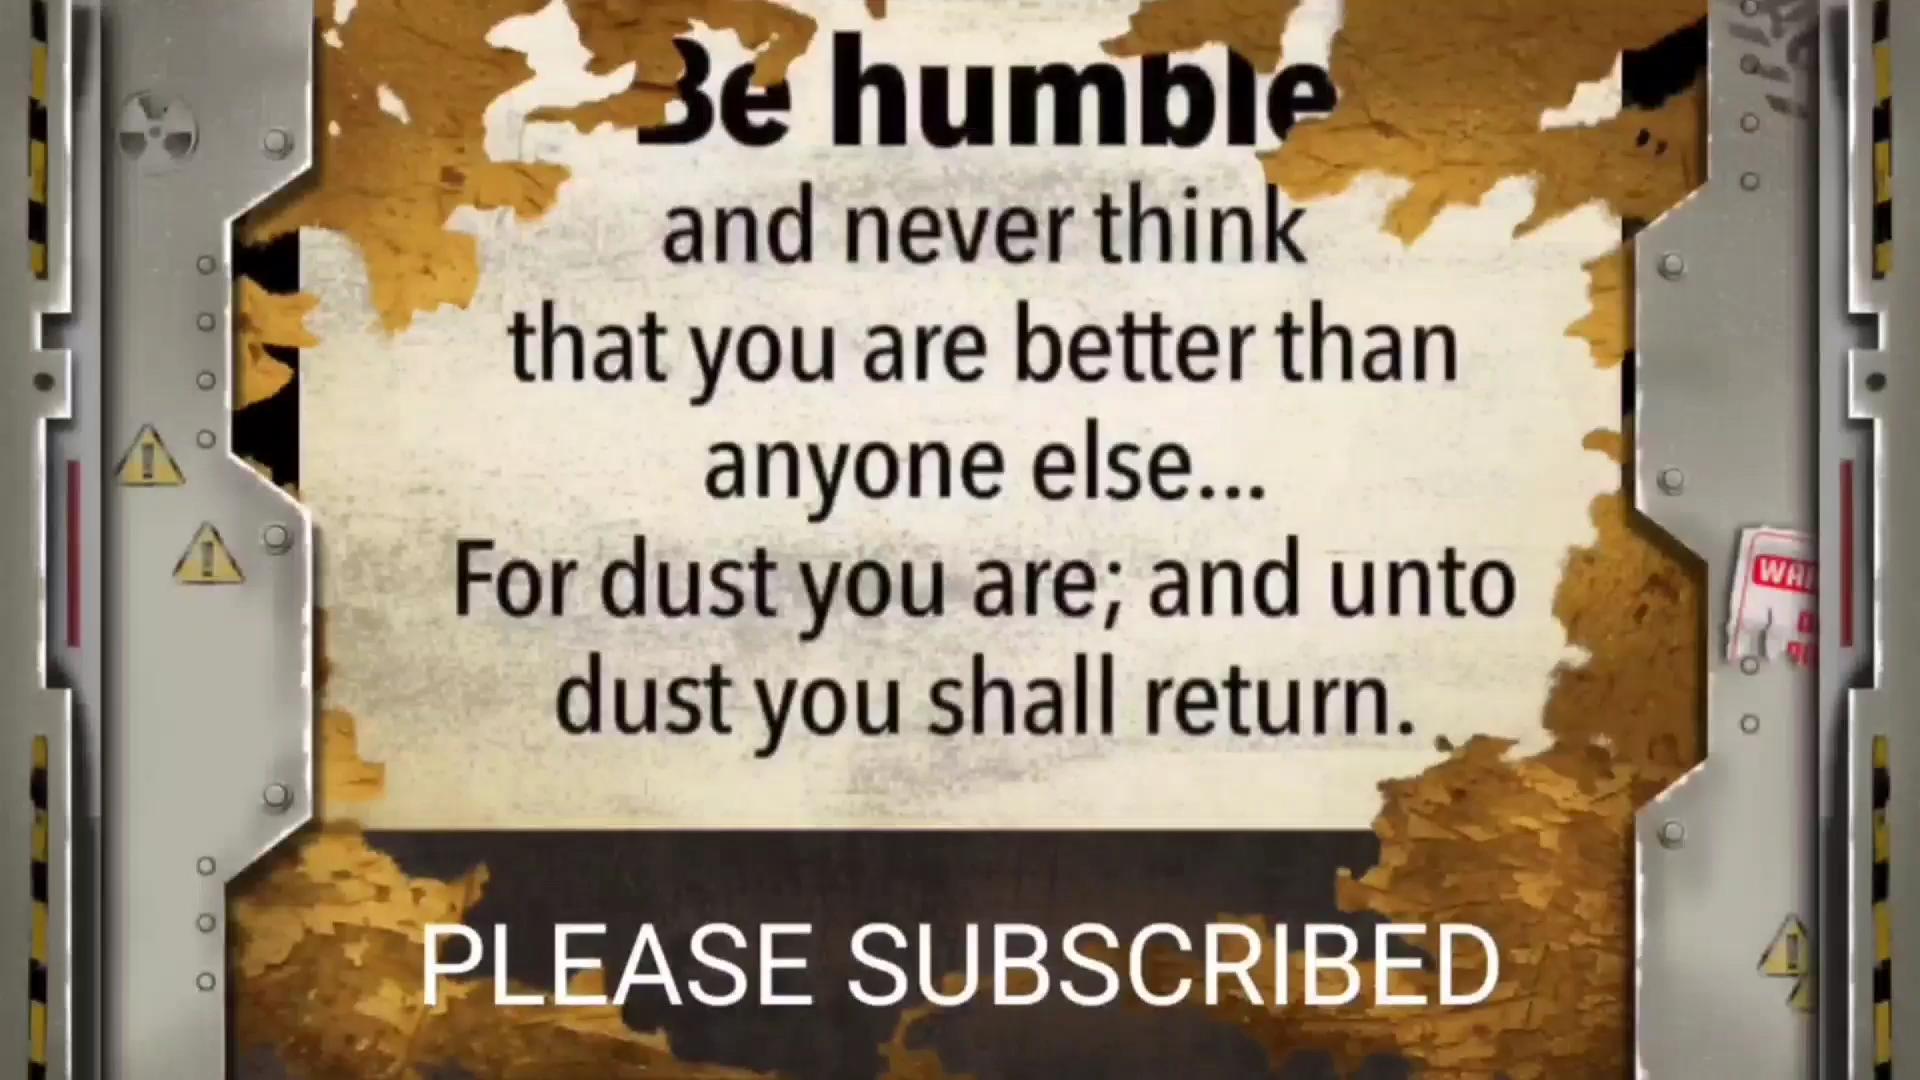 Be humble
and never think
that you are better than
anyone else...
For dust you are; and unto
dust you shall return.
PLEASE SUBSCRIBED